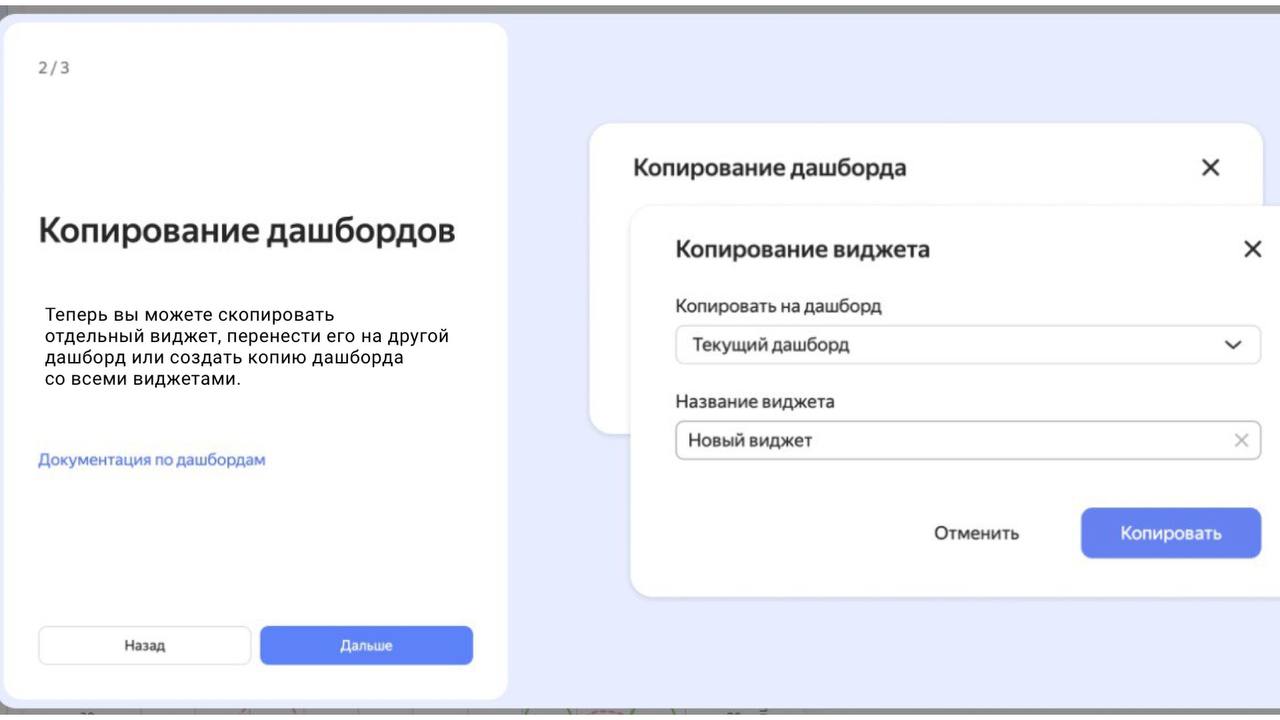 2/3
Копирование дашбордов
Теперь вы можете скопировать
отдельный виджет, перенести его на другой
дашборд или создать копию дашборда
со всеми виджетами.
Документация по дашбордам
Назад
Дальше
Копирование дашборда
Копирование виджета
Копировать на дашборд
Текущий дашборд
Название виджета
Новый виджет
Отменить
Копировать